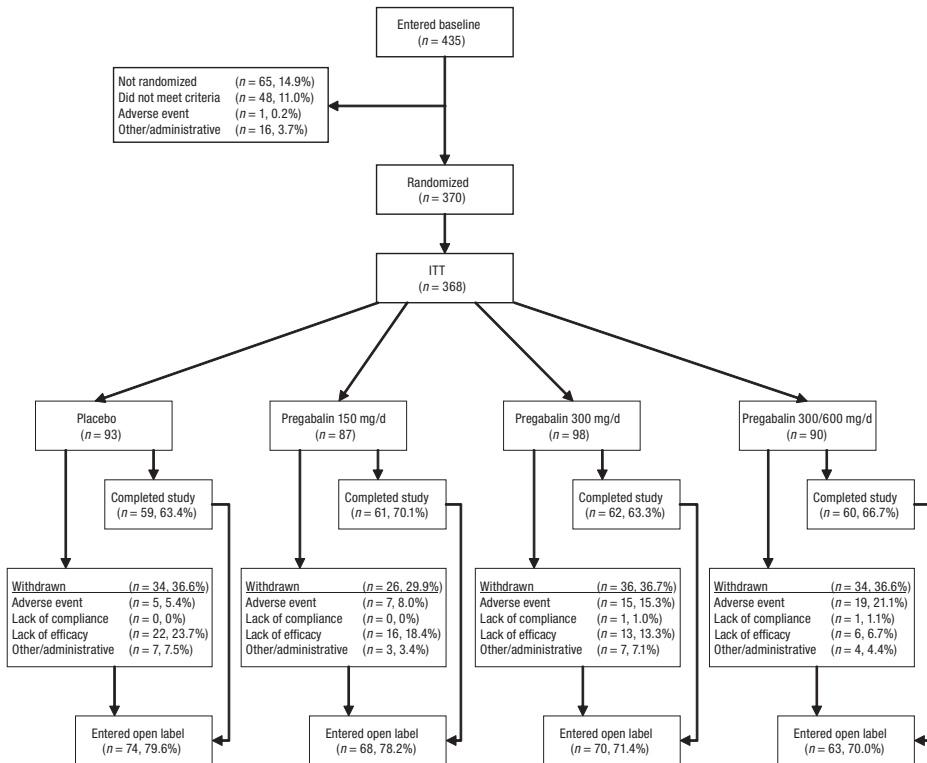 Entered baseline
(n = 435)
Not randomized (n = 65, 14.9%)
Did not meet criteria (n = 48, 11.0%)
Adverse event (n = 1, 0.2%)
Other/administrative (n = 16, 3.7%)
Randomized
(n = 370)
ITT
(n = 368)
Placebo
(n = 93)
Pregabalin 150 mg/d
(n = 87)
Pregabalin 300 mg/d
(n = 98)
Pregabalin 300/600 mg/d
(n = 90)
Completed study
(n = 59, 63.4%)
Completed study
(n = 61, 70.1%)
Completed study
(n = 62, 63.3%)
Completed study
(n = 60, 66.7%)
Withdrawn (n = 34, 36.6%)
Adverse event (n = 5, 5.4%)
Lack of compliance (n = 0, 0%)
Lack of efficacy (n = 22, 23.7%)
Other/administrative (n = 7, 7.5%)
Withdrawn (n = 26, 29.9%)
Adverse event (n = 7, 8.0%)
Lack of compliance (n = 0, 0%)
Lack of efficacy (n = 16, 18.4%)
Other/administrative (n = 3, 3.4%)
Withdrawn (n = 36, 36.7%)
Adverse event (n = 15, 15.3%)
Lack of compliance (n = 1, 1.0%)
Lack of efficacy (n = 13, 13.3%)
Other/administrative (n = 7, 7.1%)
Withdrawn (n = 34, 36.6%)
Adverse event (n = 19, 21.1%)
Lack of compliance (n = 1, 1.1%)
Lack of efficacy (n = 6, 6.7%)
Other/administrative (n = 4, 4.4%)
Entered open label
(n = 74, 79.6%)
Entered open label
(n = 68, 78.2%)
Entered open label
(n = 70, 71.4%)
Entered open label
(n = 63, 70.0%)